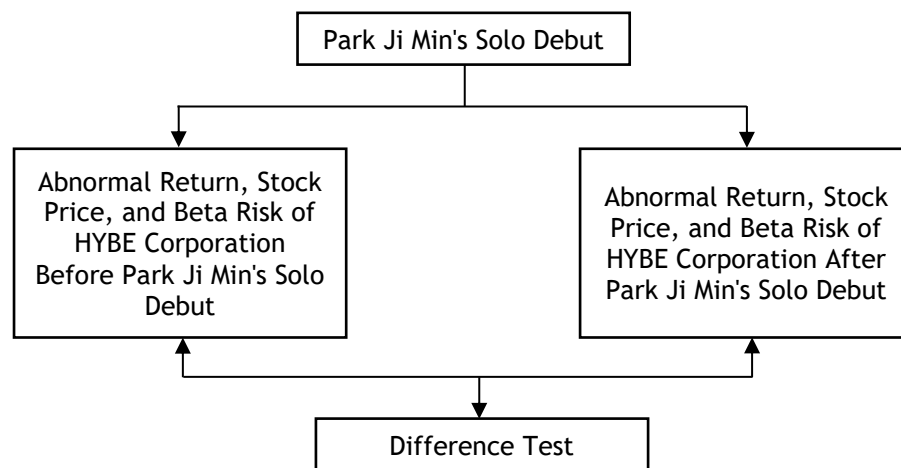 Park Ji Min's Solo Debut
Abnormal Return, Stock
Price, and Beta Risk of
HYBE Corporation
Before Park Ji Min's Solo
Debut
Abnormal Return, Stock
Price, and Beta Risk of
HYBE Corporation After
Park Ji Min's Solo Debut
Difference Test